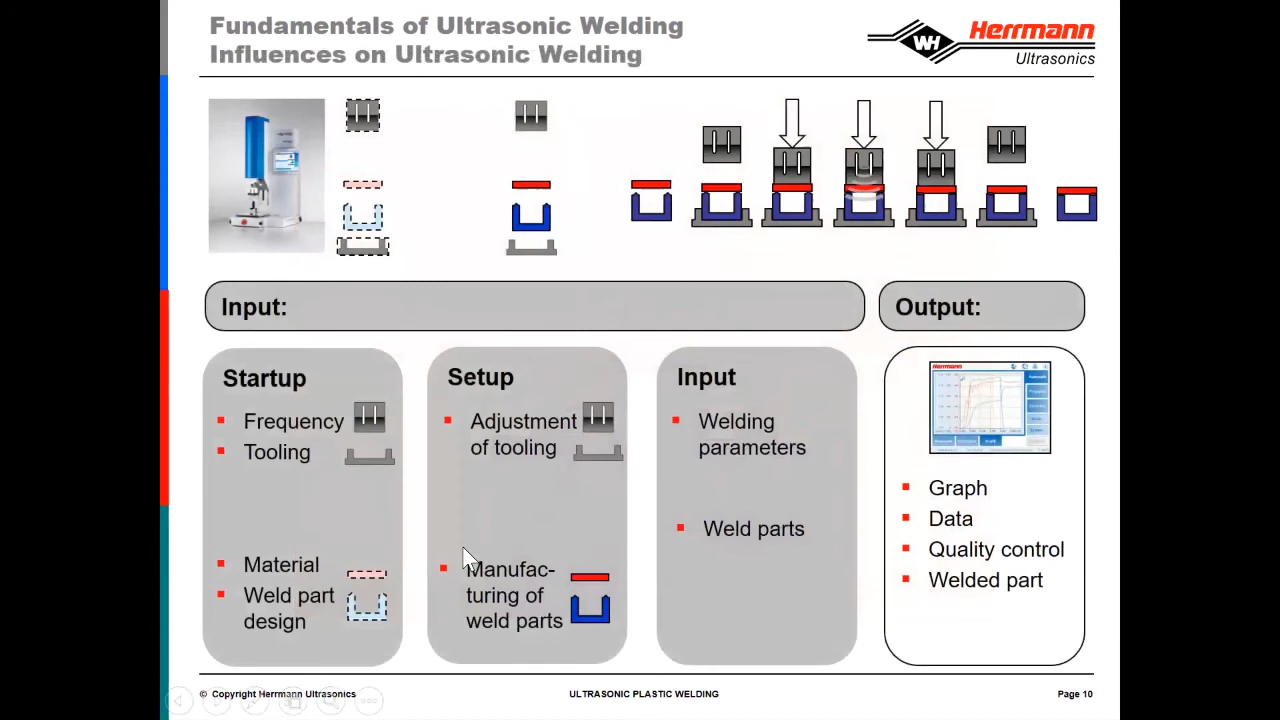 Fundamentals of Ultrasonic Welding
Influences on Ultrasonic Welding
WH
Herrmann
Ultrasonics
Input:
Output:
Startup
Frequency
Tooling
Material
Weld part
design
Setup
Adjustment
of tooling
Manufac-
turing of
weld parts
Input
Welding
parameters
Weld parts
Herrmann
Graph
Data
Quality control
Welded part
© Copyright Herrmann Ultrasonics
ULTRASONIC PLASTIC WELDING
Page 10